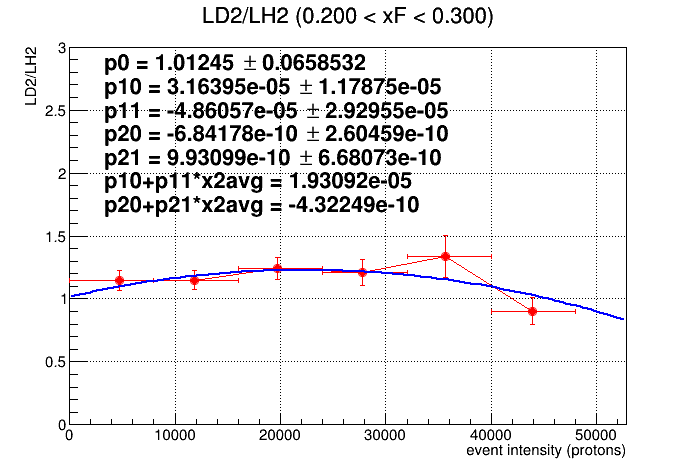 LD2/LH2 (0.200 < xF < 0.300)
LD2/LH2
3
2.5
2
1.5
1
0.5
0
p0 = 1.01245 ± 0.0658532
p10 = 3.16395e-05 ± 1.17875e-05
p11 = -4.86057e-05 ± 2.92955e-05
p20 = -6.84178e-10 ± 2.60459e-10
p21 = 9.93099e-10 ± 6.68073e-10
p10+p11*x2avg = 1.93092e-05
p20+p21*x2avg = -4.32249e-10
0 10000 20000 30000 40000 50000
event intensity (protons)